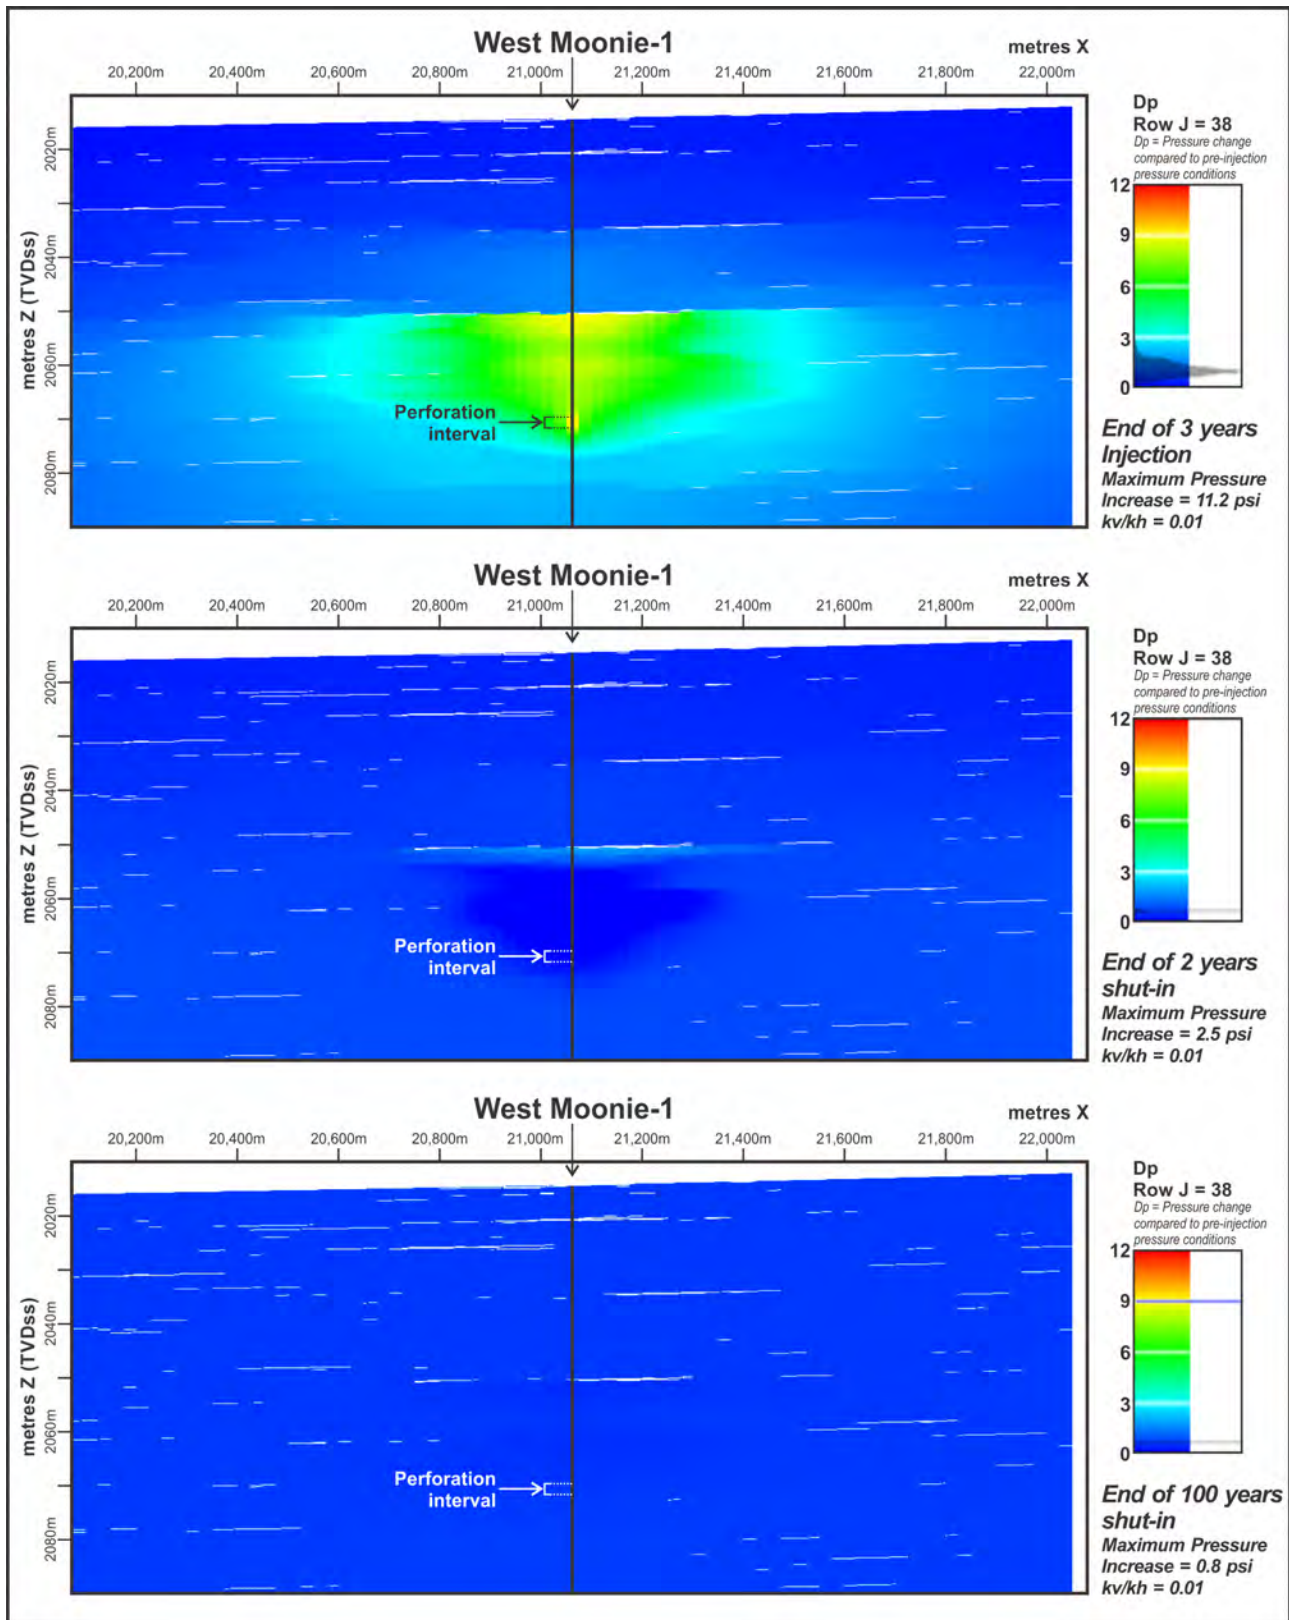 West Moonie-1
metres X
20,200m 20,400m 20,600m 20,800m 21,000m 21,200m 21,400m 21,600m 21,800m 22,000m
metres Z (TVDss)
2020m
2040m
2060m
2080m
Perforation
interval
Dp
Row J = 38
Dp = Pressure change
compared to pre-injection
pressure conditions
12
9
6
3
0
End of 3 years
Injection
Maximum Pressure
Increase = 11.2 psi
kv/kh = 0.01
West Moonie-1
metres X
20,200m 20,400m 20,600m 20,800m 21,000m 21,200m 21,400m 21,600m 21,800m 22,000m
metres Z (TVDss)
2020m
2040m
2060m
2080m
Perforation
interval
Dp
Row J = 38
Dp = Pressure change
compared to pre-injection
pressure conditions
12
9
6
3
0
End of 2 years
shut-in
Maximum Pressure
Increase = 2.5 psi
kv/kh = 0.01
West Moonie-1
metres X
20,200m 20,400m 20,600m 20,800m 21,000m 21,200m 21,400m 21,600m 21,800m 22,000m
metres Z (TVDss)
2020m
2040m
2060m
2080m
Perforation
interval
Dp
Row J = 38
Dp = Pressure change
compared to pre-injection
pressure conditions
12
9
6
3
0
End of 100 years
shut-in
Maximum Pressure
Increase = 0.8 psi
kv/kh = 0.01